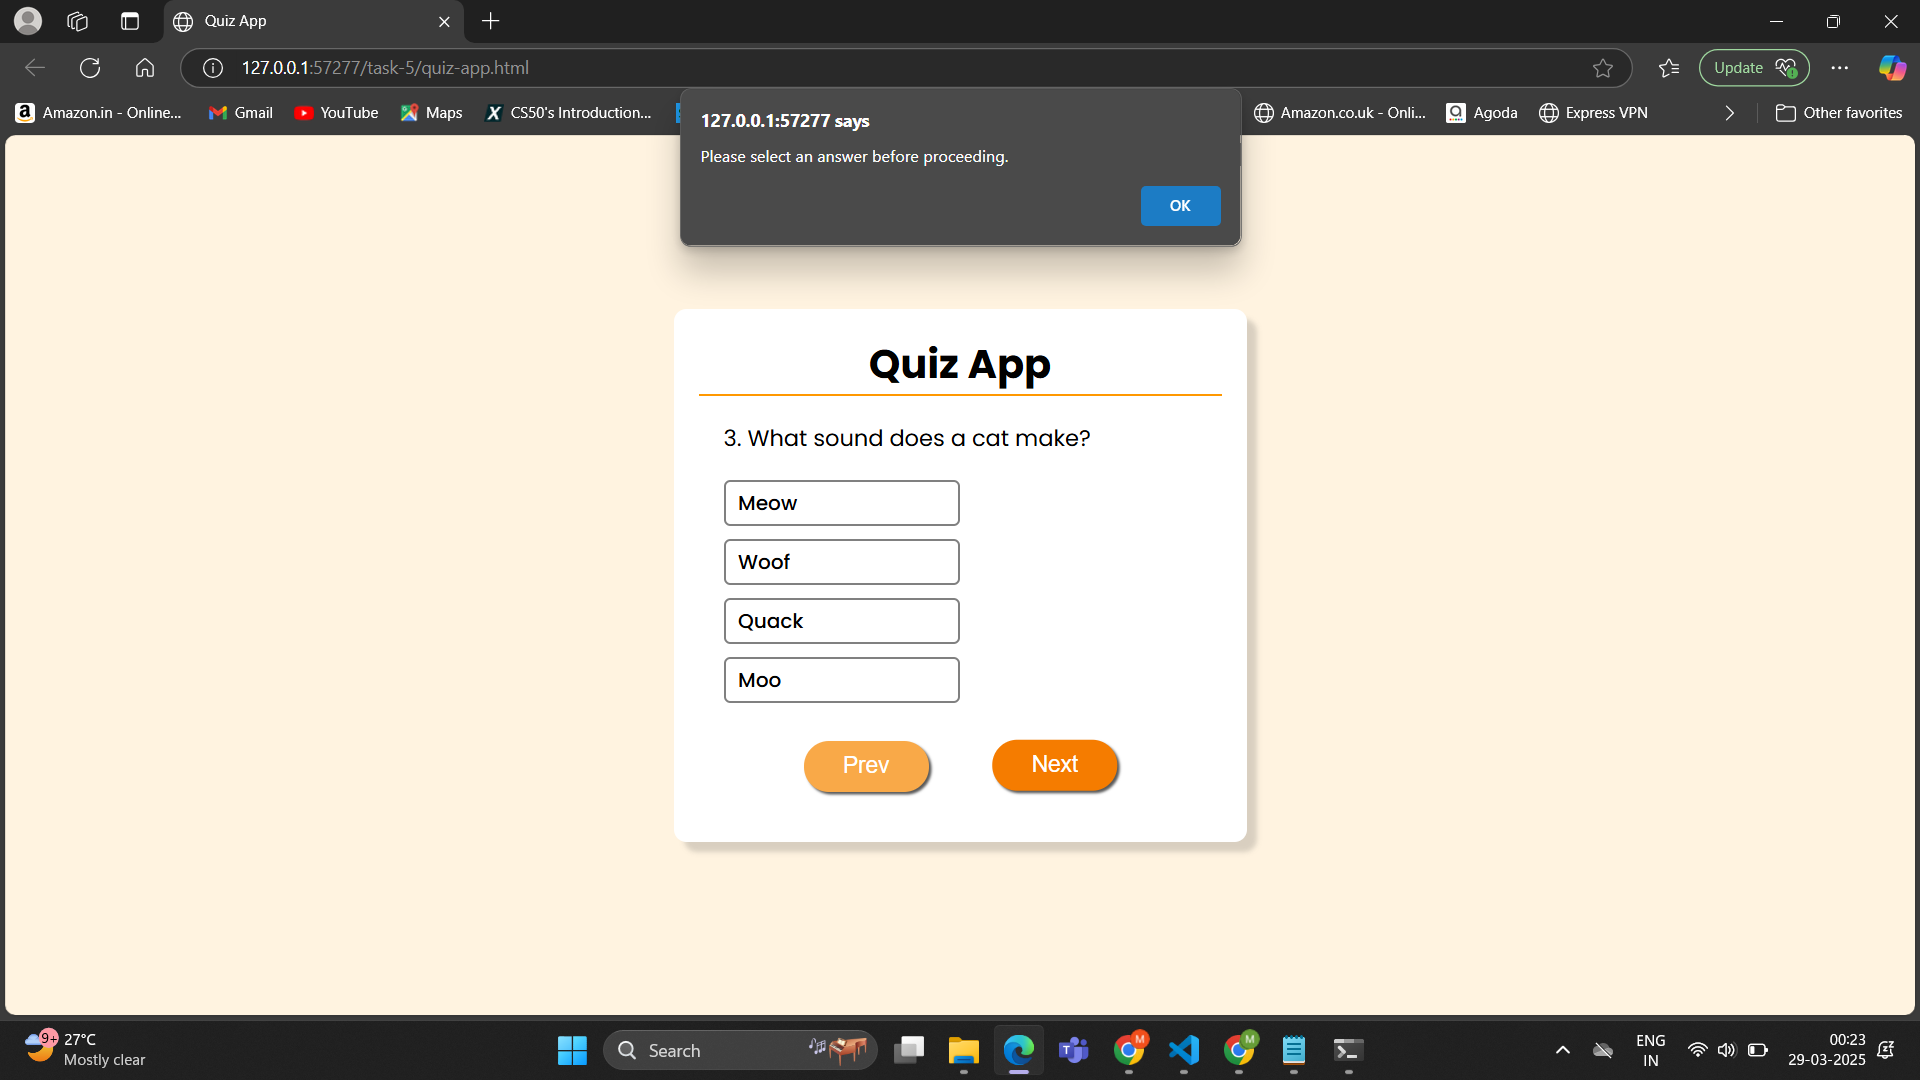 Quiz App
127.0.0.1:57277/task-5/quiz-app.html
Update
Amazon.in - Online...
Gmail
YouTube
Maps
CS50's Introduction...
Amazon.co.uk - Onli...
Agoda
Express VPN
Other favorites
127.0.0.1:57277 says
Please select an answer before proceeding.
OK
Quiz App
3. What sound does a cat make?
Meow
Woof
Quack
Moo
Prev
Next
9+
27°C
Mostly clear
Search
M
M
ENG
IN
00:23
29-03-2025